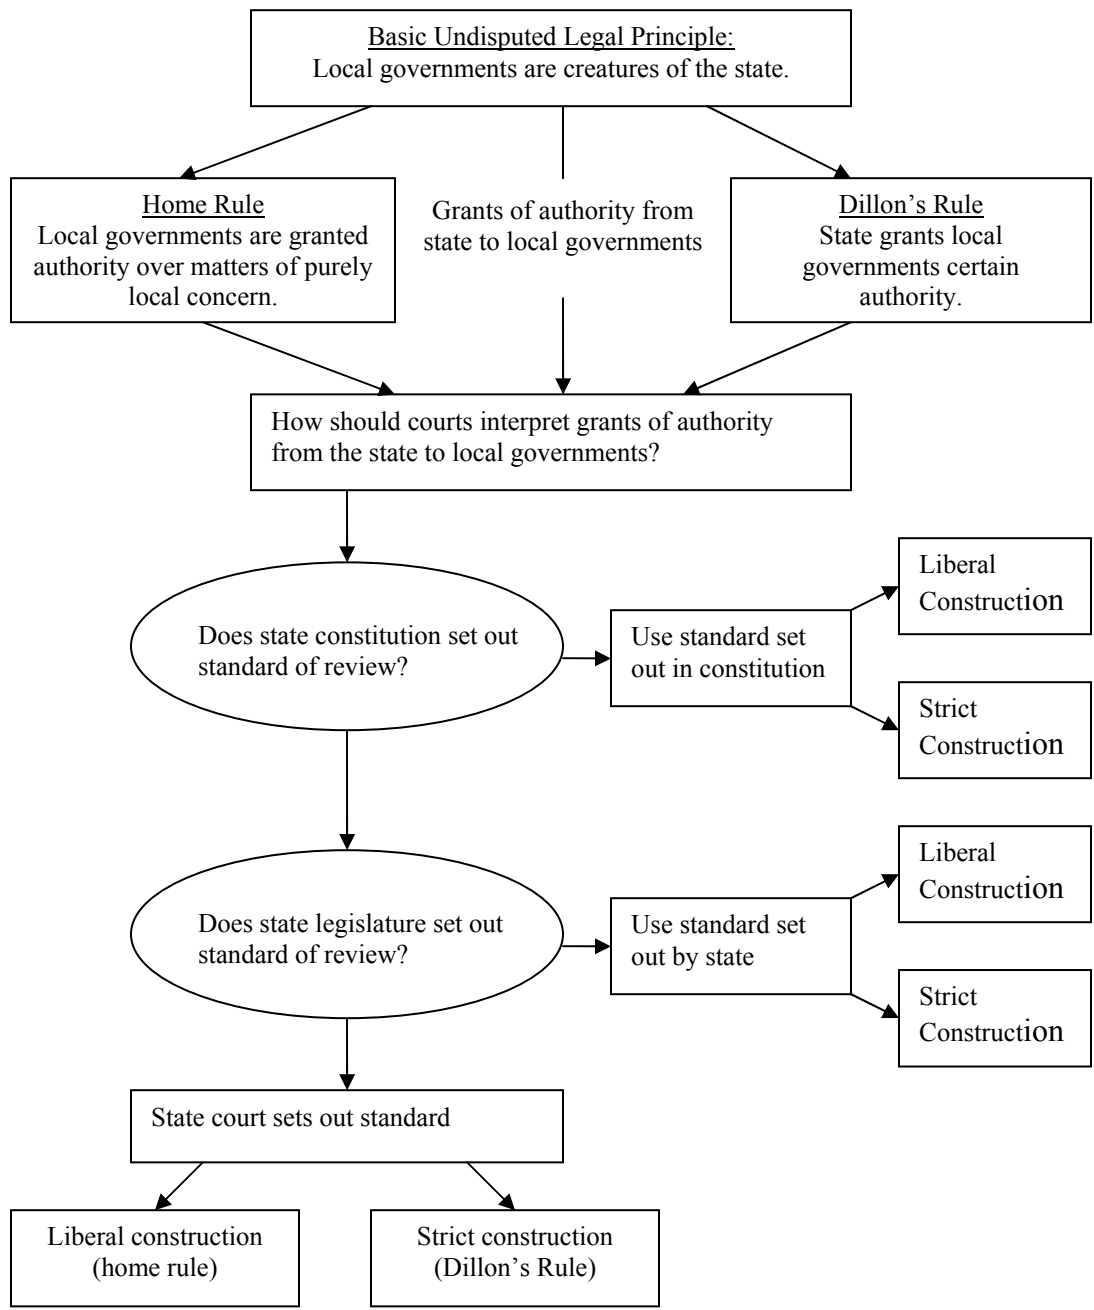 Basic Undisputed Legal Principle:
Local governments are creatures of the state.
Home Rule
Local governments are granted
authority over matters of purely
local concern.
Grants of authority from
state to local governments
Dillon’s Rule
State grants local
governments certain
authority.
How should courts interpret grants of authority
from the state to local governments?
Does state constitution set out
standard of review?
Use standard set
out in constitution
Liberal
Construction
Strict
Construction
Does state legislature set out
standard of review?
Use standard set
out by state
Liberal
Construction
Strict
Construction
State court sets out standard
Liberal construction
(home rule)
Strict construction
(Dillon’s Rule)